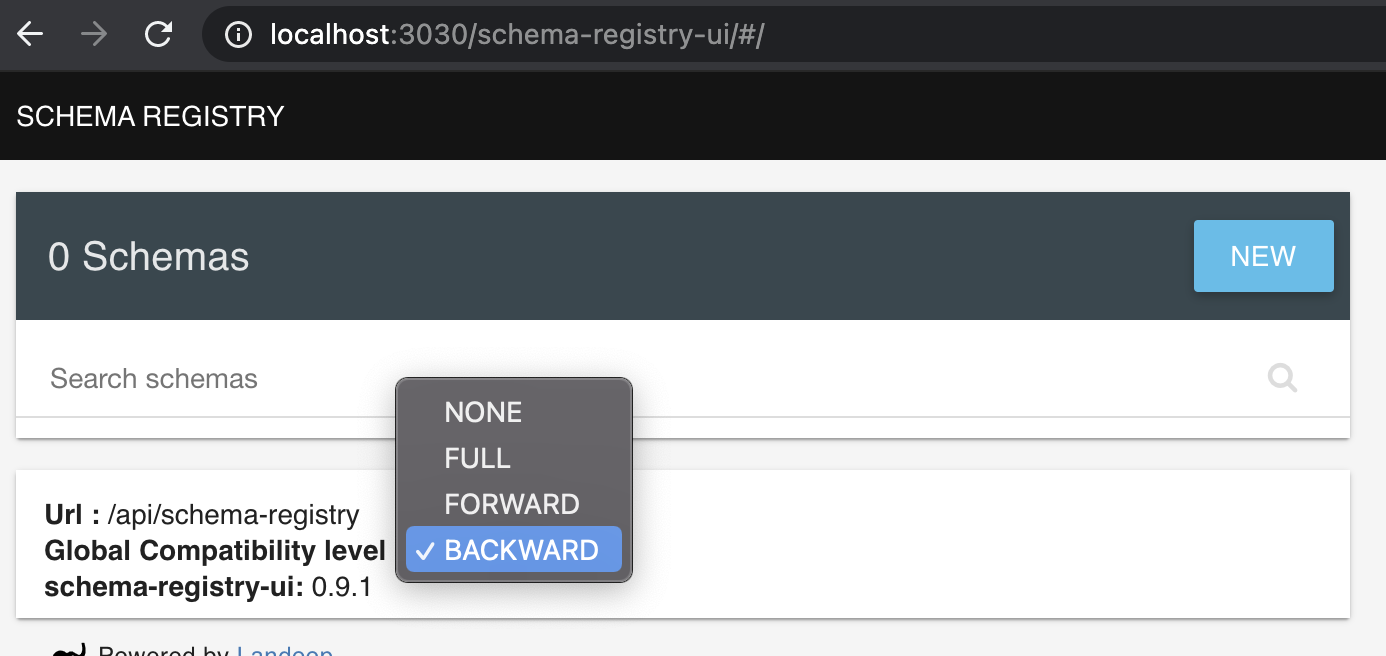 localhost:3030/schema-registry-ui/#/
SCHEMA REGISTRY
0 Schemas
NEW
Search schemas
NONE
FULL
FORWARD
✓ BACKWARD
Url : /api/schema-registry
Global Compatibility level
schema-registry-ui: 0.9.1
Powered by Landoop